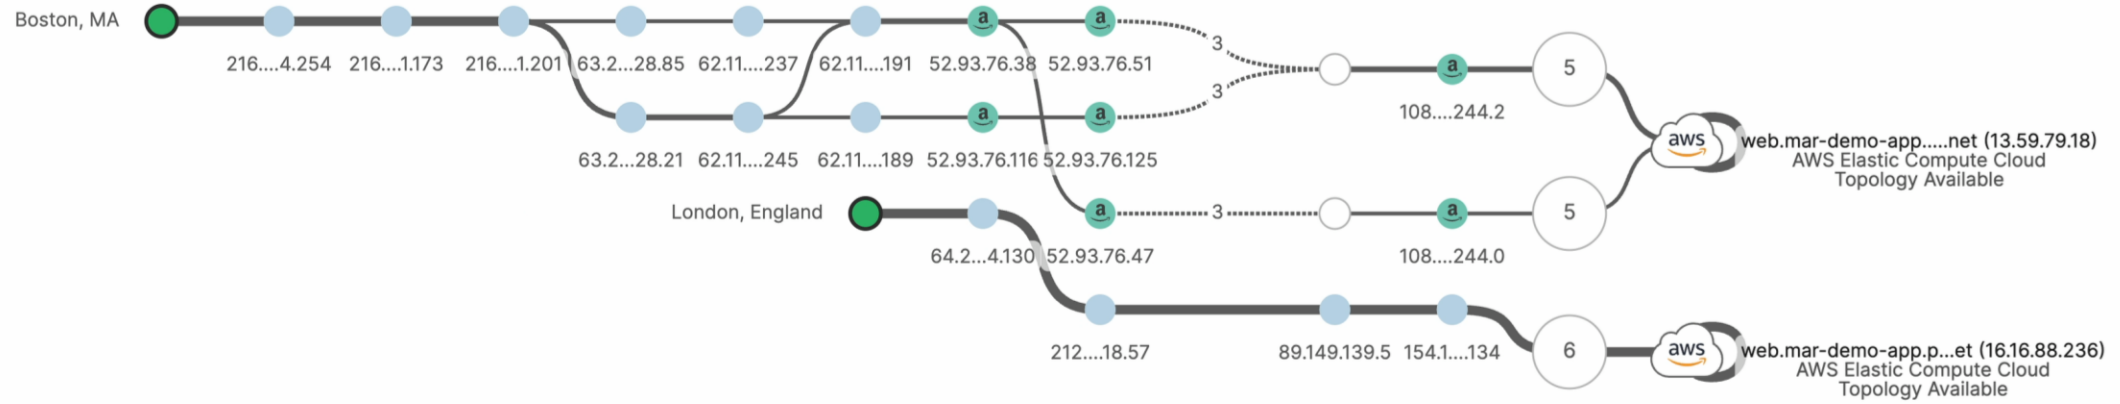 Boston, MA
216....4.254 216....1.173 216....1.201 63.2...28.85 62.11....237 62.11....191 52.93.76.38 52.93.76.51
a a
3
3
a
5
108....244.2
63.2...28.21 62.11....245 62.11....189 52.93.76.116 52.93.76.125
a a
aws
web.mar-demo-app.....net (13.59.79.18)
AWS Elastic Compute Cloud
Topology Available
London, England
64.2...4.130 52.93.76.47
a
3
a
5
108....244.0
212....18.57 89.149.139.5 154.1....134
6
aws
web.mar-demo-app.p...et (16.16.88.236)
AWS Elastic Compute Cloud
Topology Available